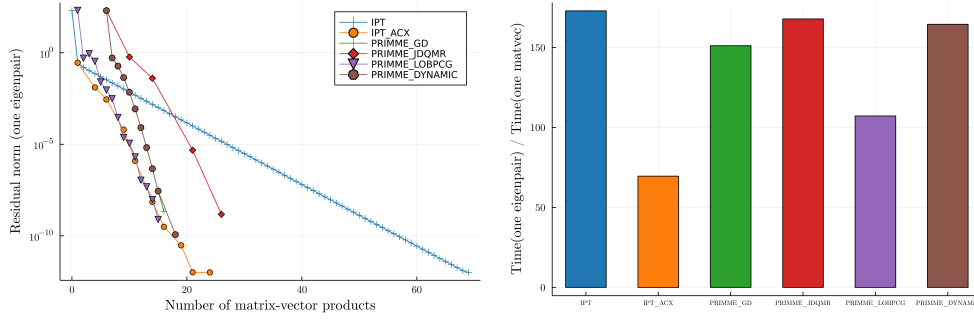 Residual norm (one eigenpair)
10^0
10^-5
10^-10
0
20
40
60
Number of matrix-vector products
IPT
IPT_ACX
PRIMME_GD
PRIMME_JDQMR
PRIMME_LOBPCG
PRIMME_DYNAMIC
Time(one eigenpair) / Time(one matvec)
150
100
50
0
IPT
IPT_ACX
PRIMME_GD
PRIMME_JDQMR
PRIMME_LOBPCG
PRIMME_DYNAMI